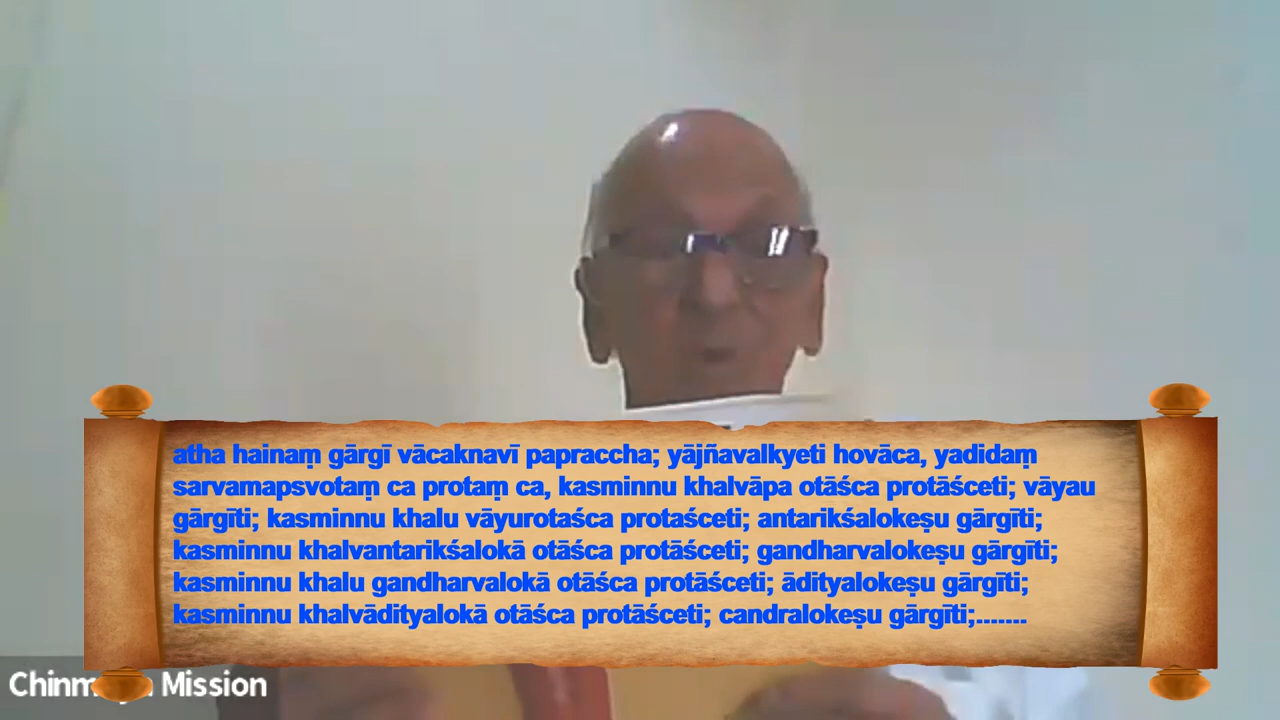 atha hainaṃ gārgī vācaknavī papraccha; yājñavalkyeti hovāca, yadidaṃ
sarvamapsvotaṃ ca protaṃ ca, kasminnu khalvāpa otāśca protāśceti; vāyau
gārgīti; kasminnu khalu vāyurotaśca protaśceti; antarikśalokeṣu gārgīti;
kasminnu khalvantarikśalokā otāśca protāśceti; gandharvalokeṣu gārgīti;
kasminnu khalu gandharvalokā otāśca protāśceti; ādityalokeṣu gārgīti;
kasminnu khalvādityalokā otāśca protāśceti; candralokeṣu gārgīti;.......
Mission